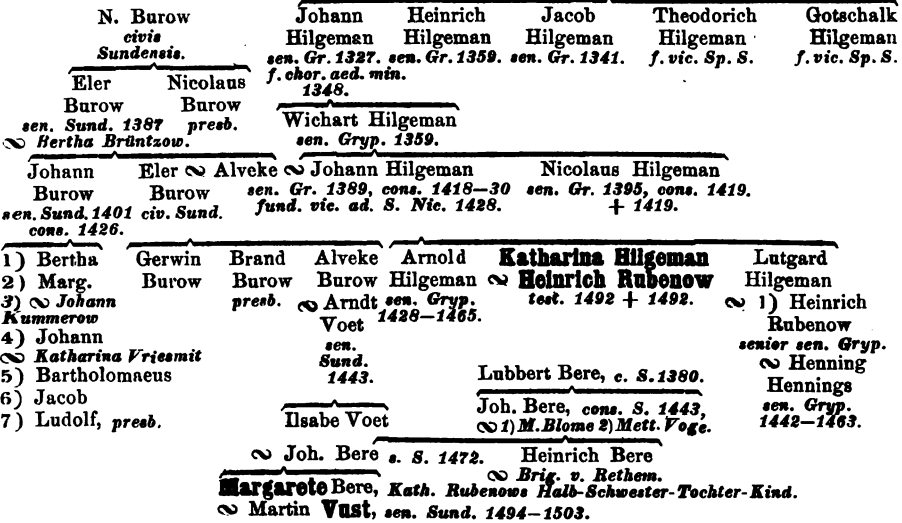 N. Burow
civis
Sundensis.
Johann Heinrich Jacob Theodorich Gotschalk
Hilgeman Hilgeman Hilgeman Hilgeman Hilgeman
sen. Gr. 1327. sen. Gr. 1359. sen. Gr. 1341. f. vic. Sp. S. f. vic. Sp. S.
f. chor. aed. min.
1348.
Eler Nicolaus
Burow Burow
sen. Sund. 1387 presb.
∾ Hertha Brüntzow.
Wichart Hilgeman
sen. Gryp. 1359.
Johann Eler ∾ Alveke ∾ Johann Hilgeman Nicolaus Hilgeman
Burow Burow sen. Gr. 1389, cons. 1418—30 sen. Gr. 1395, cons. 1419.
sen. Sund. 1401 civ. Sund. fund. vic. ad. S. Nic. 1428. + 1419.
cons. 1426.
1) Bertha Gerwin Brand Alveke Arnold Katharina Hilgeman Lutgard
2) Marg. Burow Burow Burow Hilgeman ∾ Heinrich Rubenow Hilgeman
3) ∾ Johann presb. ∾ Arndt sen. Gryp. test. 1492 + 1492. ∾ 1) Heinrich
Kummerow Voet 1428—1465. Rubenow
4) Johann sen. senior sen. Gryp.
∾ Katharina Vriesmit Sund. ∾ Henning
5) Bartholomaeus 1443. Lubbert Bere, c. S. 1380. Hennings
6) Jacob Joh. Bere, cons. S. 1443, sen. Gryp.
7) Ludolf, presb. Ilsabe Voet ∾ 1) M. Blome 2) Mett. Voge. 1442—1463.
∾ Joh. Bere s. S. 1472. Heinrich Bere
∾ Brig. v. Rethem.
Margarete Bere, Kath. Rubenows Halb-Schwester-Tochter-Kind.
∾ Martin Vust, sen. Sund. 1494—1503.